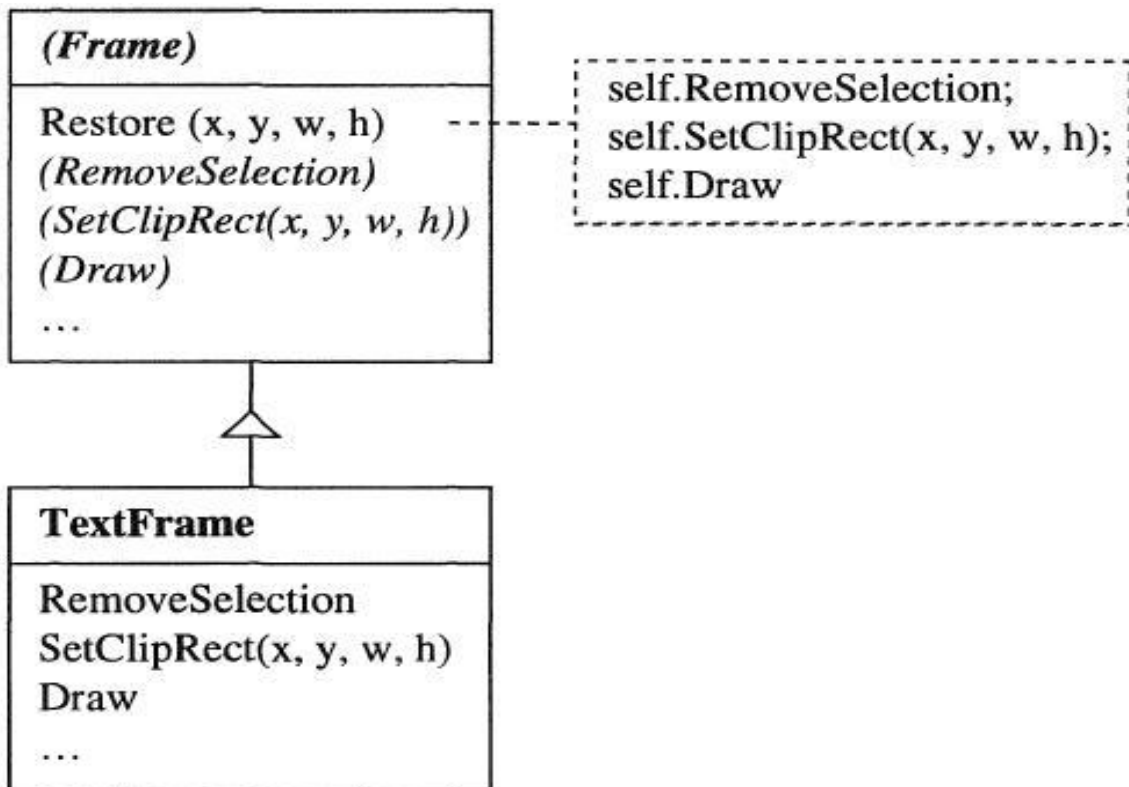 (Frame)
Restore (x, y, w, h)
(RemoveSelection)
(SetClipRect(x, y, w, h))
(Draw)
...
self.RemoveSelection;
self.SetClipRect(x, y, w, h);
self.Draw
TextFrame
RemoveSelection
SetClipRect(x, y, w, h)
Draw
...